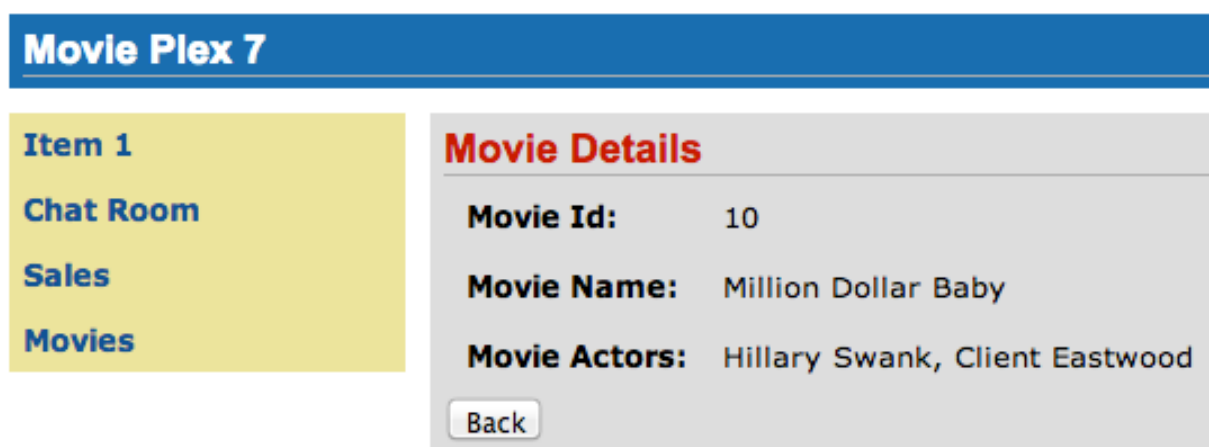 Movie Plex 7
Item 1
Chat Room
Sales
Movies
Movie Details
Movie Id: 10
Movie Name: Million Dollar Baby
Movie Actors: Hillary Swank, Client Eastwood
Back